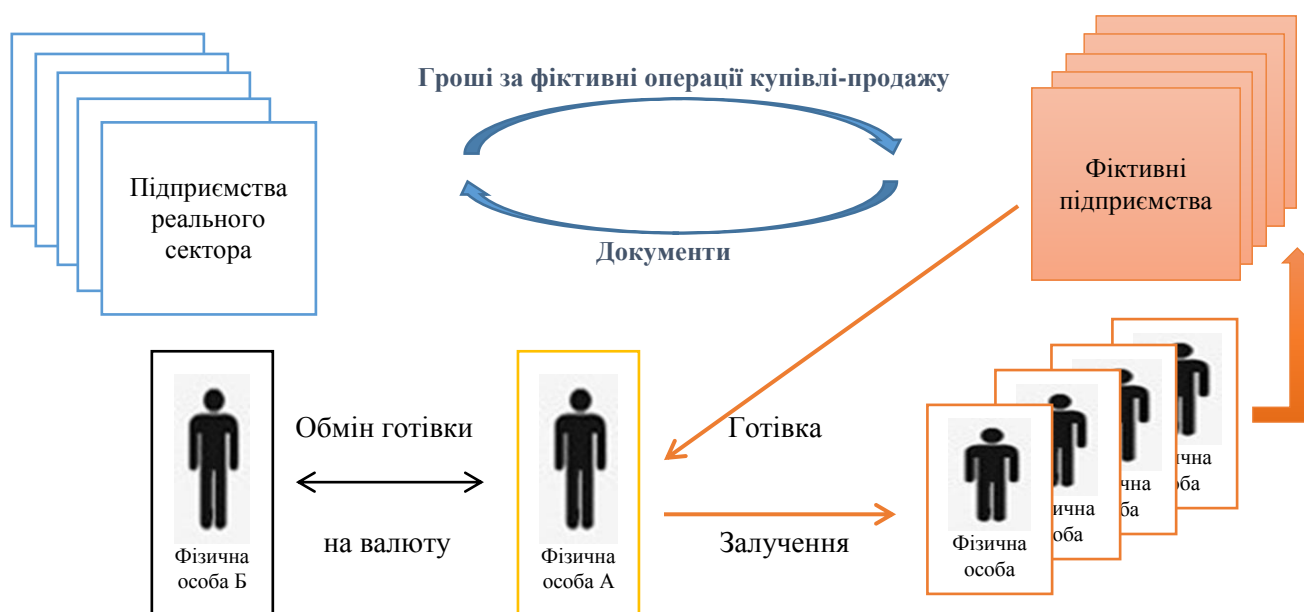 Гроші за фіктивні операції купівлі-продажу
Підприємства
реального
сектора
Фіктивні
підприємства
Документи
Обмін готівки
на валюту
Готівка
Залучення
Фізична
особа Б
Фізична
особа А
Фізична
особа